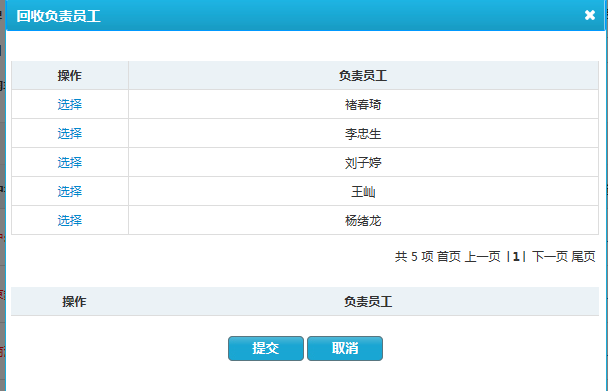 回收负责员工 ✖
操作 负责员工
选择 褚春琦
选择 李忠生
选择 刘子婷
选择 王屾
选择 杨绪龙
共 5 项 首页 上一页 |1| 下一页 尾页
操作 负责员工
提交 取消